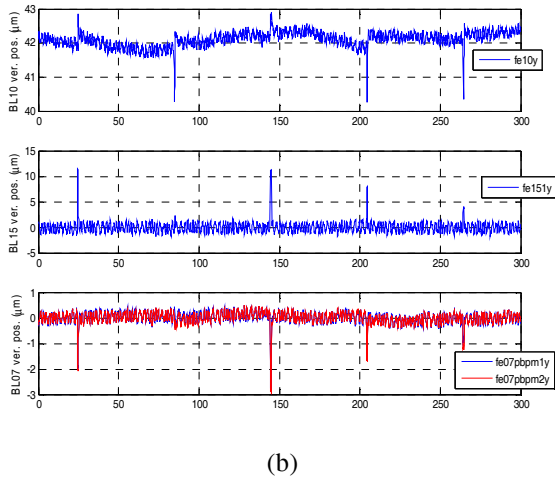 BL10 ver. pos. (μm)
43
42
41
40
0 50 100 150 200 250 300
fe10y
BL15 ver. pos. (μm)
15
10
5
0
-5
0 50 100 150 200 250 300
fe151y
BL07 ver. pos. (μm)
1
0
-1
-2
-3
0 50 100 150 200 250 300
fe07pbpm1y
fe07pbpm2y
(b)